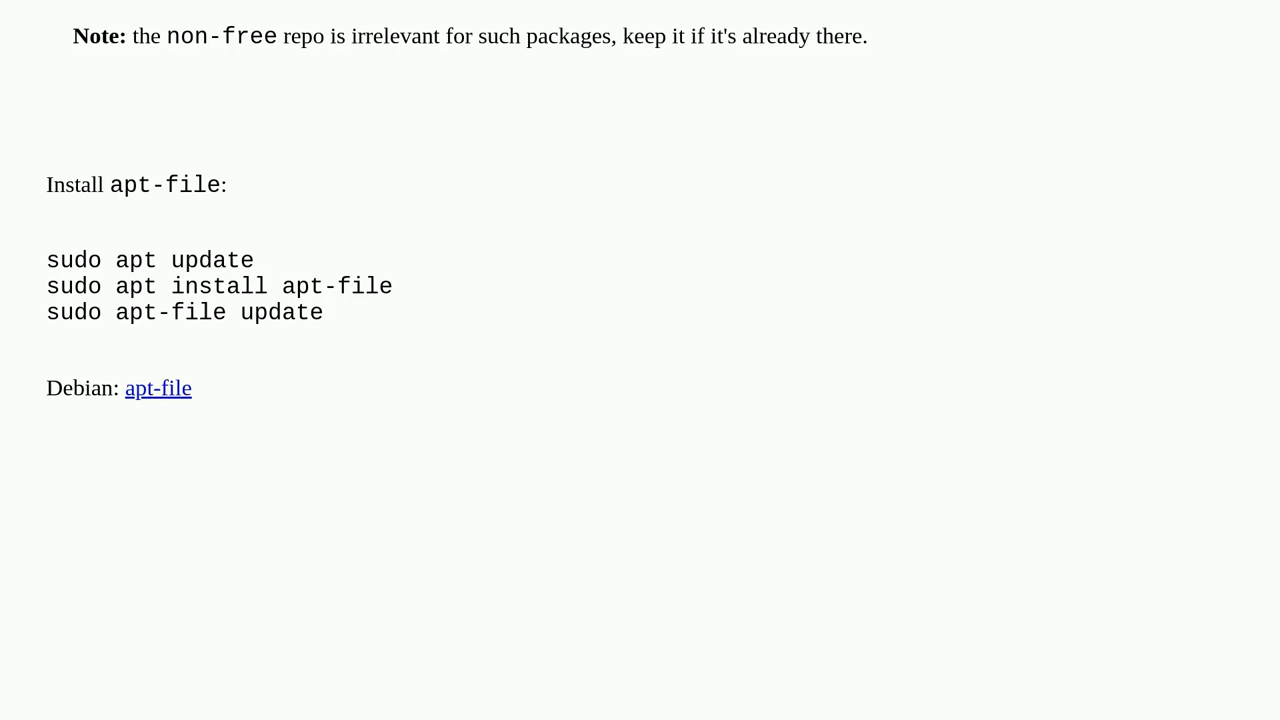 Note: the non-free repo is irrelevant for such packages, keep it if it's already there.
Install apt-file:
sudo apt update
sudo apt install apt-file
sudo apt-file update
Debian: apt-file